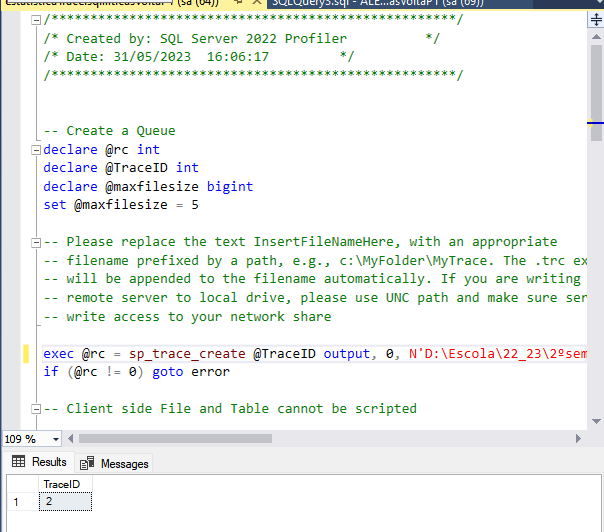 (sa (64))
SQLQuery3.sql - ALE...asVoltaPT (sa (69))
/*************************************************/
/* Created by: SQL Server 2022 Profiler */
/* Date: 31/05/2023 16:06:17 */
/*************************************************/
-- Create a Queue
declare @rc int
declare @TraceID int
declare @maxfilesize bigint
set @maxfilesize = 5
-- Please replace the text InsertFileNameHere, with an appropriate
-- filename prefixed by a path, e.g., c:\MyFolder\MyTrace. The .trc ex
-- will be appended to the filename automatically. If you are writing
-- remote server to local drive, please use UNC path and make sure ser
-- write access to your network share
exec @rc = sp_trace_create @TraceID output, 0, N'D:\Escola\22_23\2ºsem
if (@rc != 0) goto error
-- Client side File and Table cannot be scripted
109 %
Results Messages
TraceID
1 2